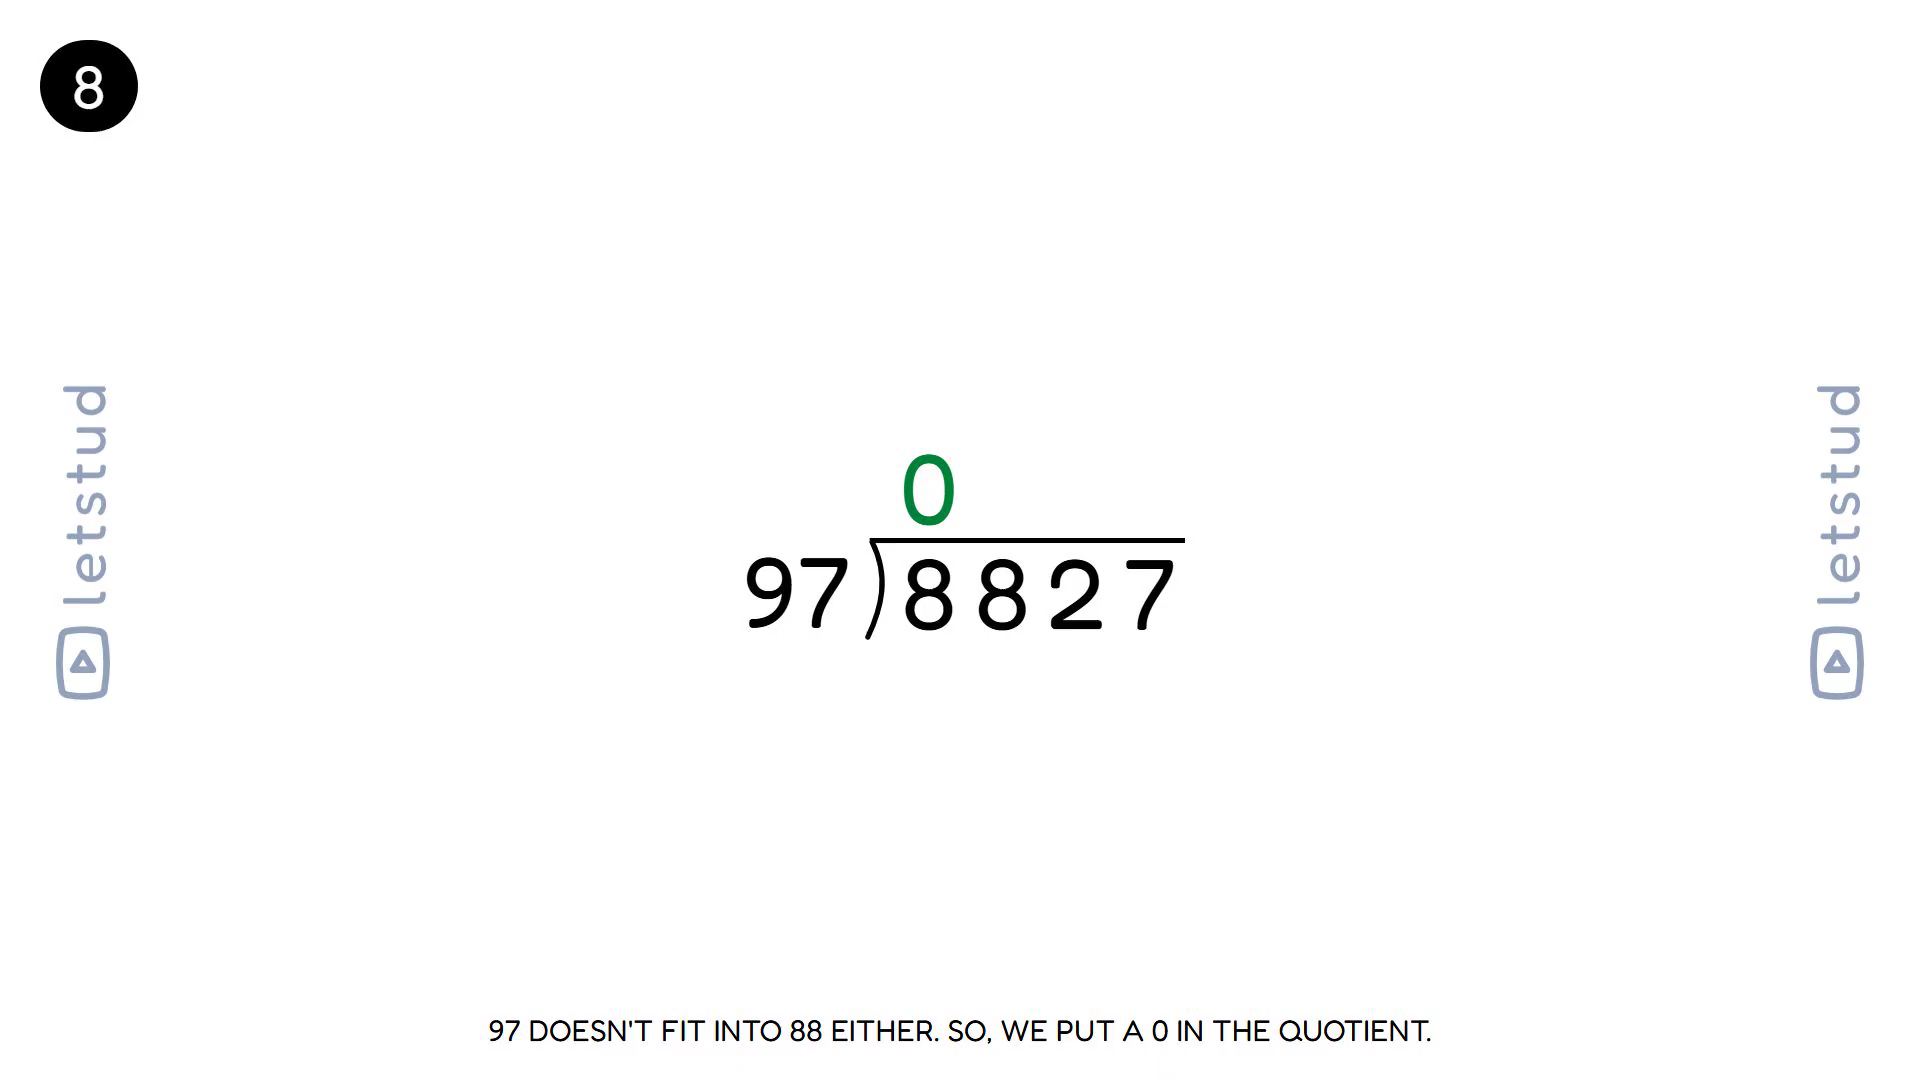 8
letstud
letstud
0
97)8827
97 DOESN'T FIT INTO 88 EITHER. SO, WE PUT A 0 IN THE QUOTIENT.